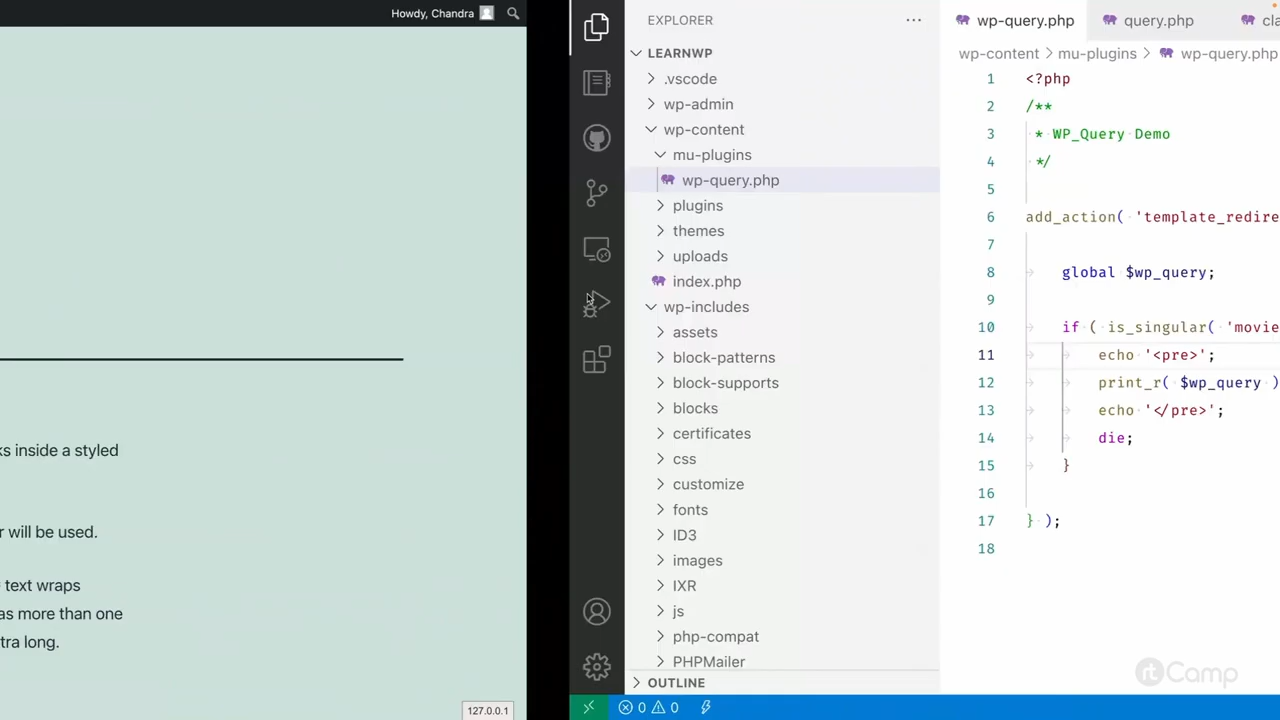 Howdy, Chandra
s inside a styled
r will be used.
text wraps
as more than one
tra long.
127.0.0.1
EXPLORER
LEARNWP
.vscode
wp-admin
wp-content
mu-plugins
wp-query.php
plugins
themes
uploads
index.php
wp-includes
assets
block-patterns
block-supports
blocks
certificates
css
customize
fonts
ID3
images
IXR
js
php-compat
PHPMailer
OUTLINE
0 0
wp-query.php query.php cla
wp-content > mu-plugins > wp-query.php
1 <?php
2 /**
3 * WP_Query Demo
4 */
5
6 add_action( 'template_redire
7
8 global $wp_query;
9
10 if ( is_singular( 'movie
11 echo '<pre>';
12 print_r( $wp_query )
13 echo '</pre>';
14 die;
15 }
16
17 } );
18
rtCamp